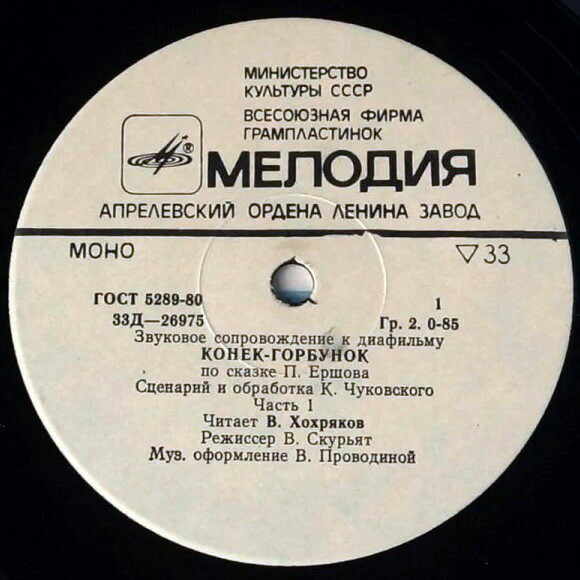 МИНИСТЕРСТВО
КУЛЬТУРЫ СССР
ВСЕСОЮЗНАЯ ФИРМА
ГРАМПЛАСТИНОК
®
МЕЛОДИЯ
АПРЕЛЕВСКИЙ ОРДЕНА ЛЕНИНА ЗАВОД
МОНО ▽ 33
ГОСТ 5289-80 1
33Д—26975 Гр. 2. 0-85
Звуковое сопровождение к диафильму
КОНЕК-ГОРБУНОК
по сказке П. Ершова
Сценарий и обработка К. Чуковского
Часть 1
Читает В. Хохряков
Режиссер В. Скурьят
Муз. оформление В. Проводиной